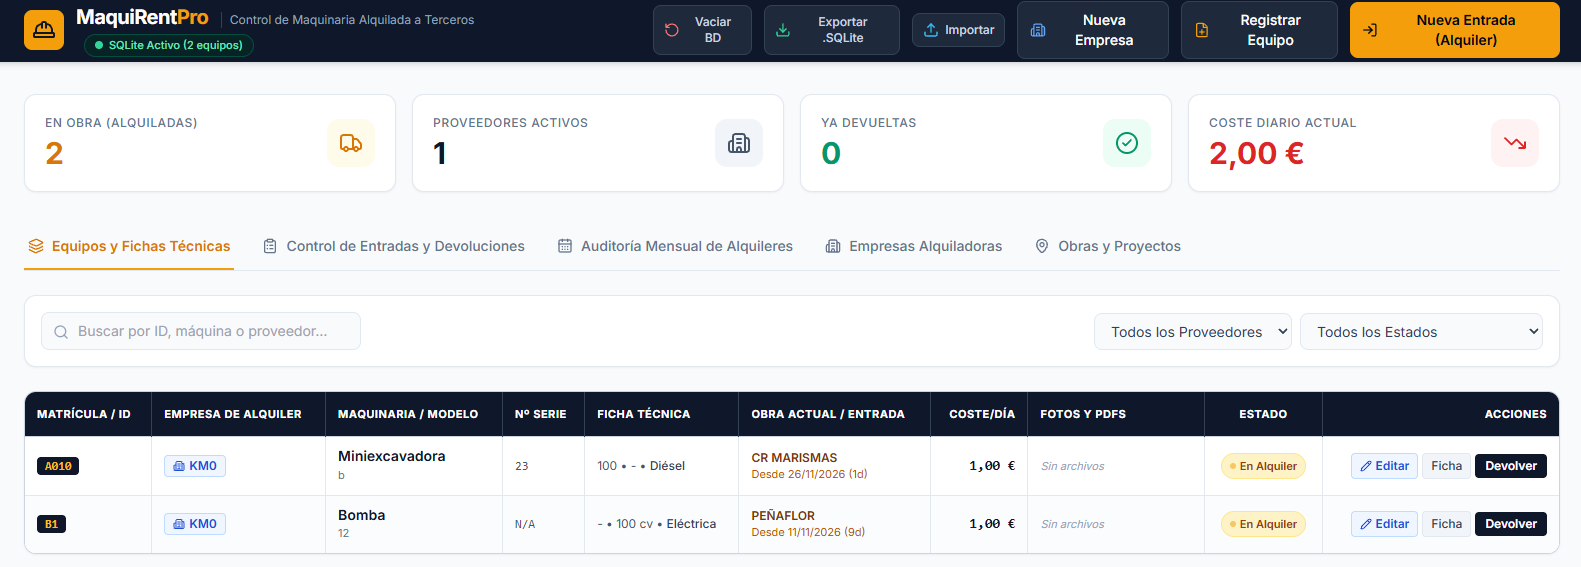 MaquiRentPro
Control de Maquinaria Alquilada a Terceros
SQLite Activo (2 equipos)
Vaciar
BD
Exportar
.SQLite
Importar
Nueva
Empresa
Registrar
Equipo
Nueva Entrada
(Alquiler)
EN OBRA (ALQUILADAS)
2
PROVEEDORES ACTIVOS
1
YA DEVUELTAS
0
COSTE DIARIO ACTUAL
2,00 €
Equipos y Fichas Técnicas
Control de Entradas y Devoluciones
Auditoría Mensual de Alquileres
Empresas Alquiladoras
Obras y Proyectos
Buscar por ID, máquina o proveedor...
Todos los Proveedores
Todos los Estados
MATRÍCULA / ID EMPRESA DE ALQUILER MAQUINARIA / MODELO Nº SERIE FICHA TÉCNICA OBRA ACTUAL / ENTRADA COSTE/DÍA FOTOS Y PDFS ESTADO ACCIONES
A010 KM0 Miniexcavadora 23 100 • - • Diésel CR MARISMAS 1,00 € Sin archivos En Alquiler Editar Ficha Devolver
b Desde 26/11/2026 (1d)
B1 KM0 Bomba N/A - • 100 cv • Eléctrica PEÑAFLOR 1,00 € Sin archivos En Alquiler Editar Ficha Devolver
12 Desde 11/11/2026 (9d)